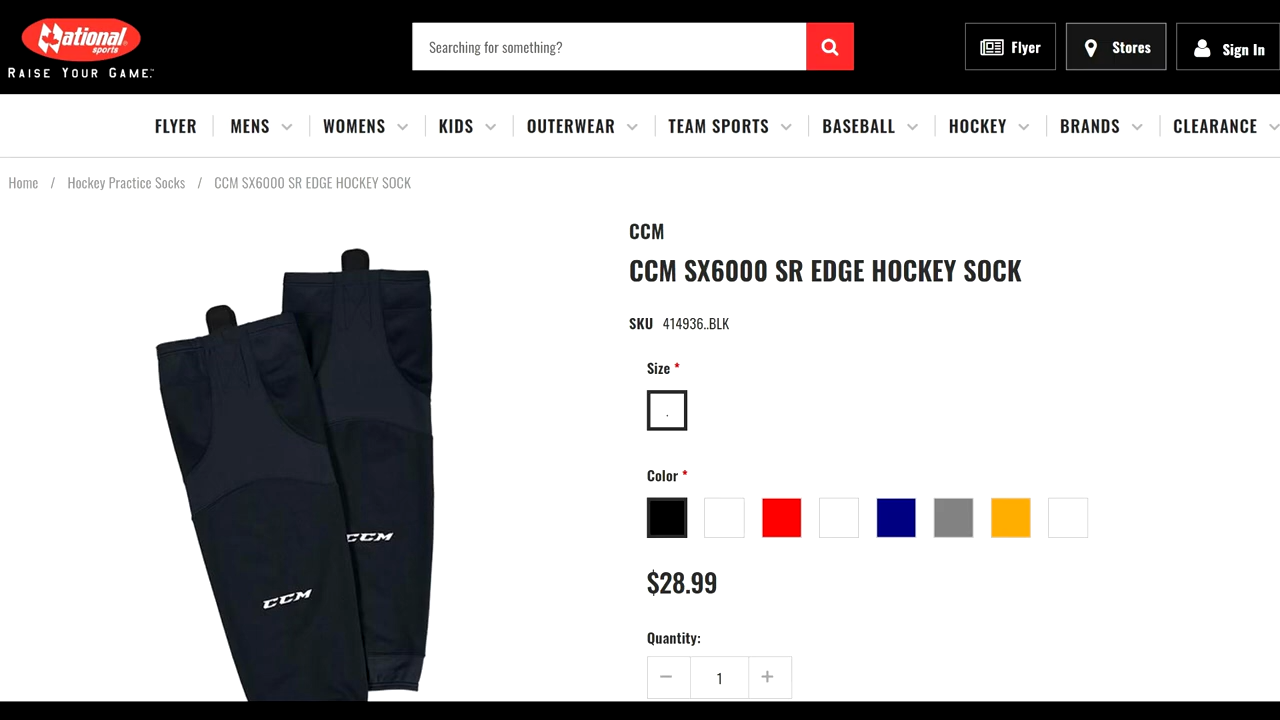 National
sports
RAISE YOUR GAME.™
Searching for something?
Flyer
Stores
Sign In
FLYER
MENS
WOMENS
KIDS
OUTERWEAR
TEAM SPORTS
BASEBALL
HOCKEY
BRANDS
CLEARANCE
Home / Hockey Practice Socks / CCM SX6000 SR EDGE HOCKEY SOCK
CCM
CCM SX6000 SR EDGE HOCKEY SOCK
SKU 414936..BLK
Size *
.
Color *
$28.99
Quantity:
− 1 +
CCM
CCM